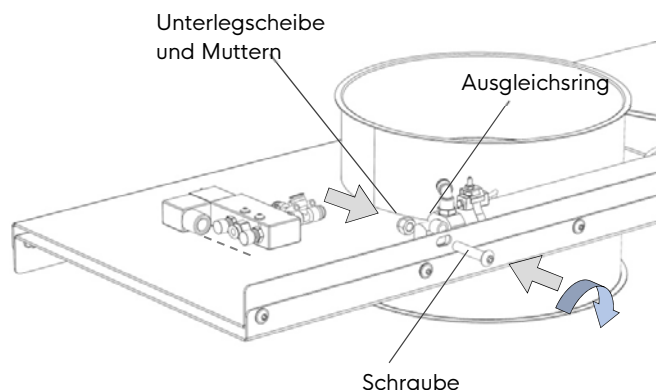 Unterlegscheibe
und Muttern
Ausgleichsring
Schraube